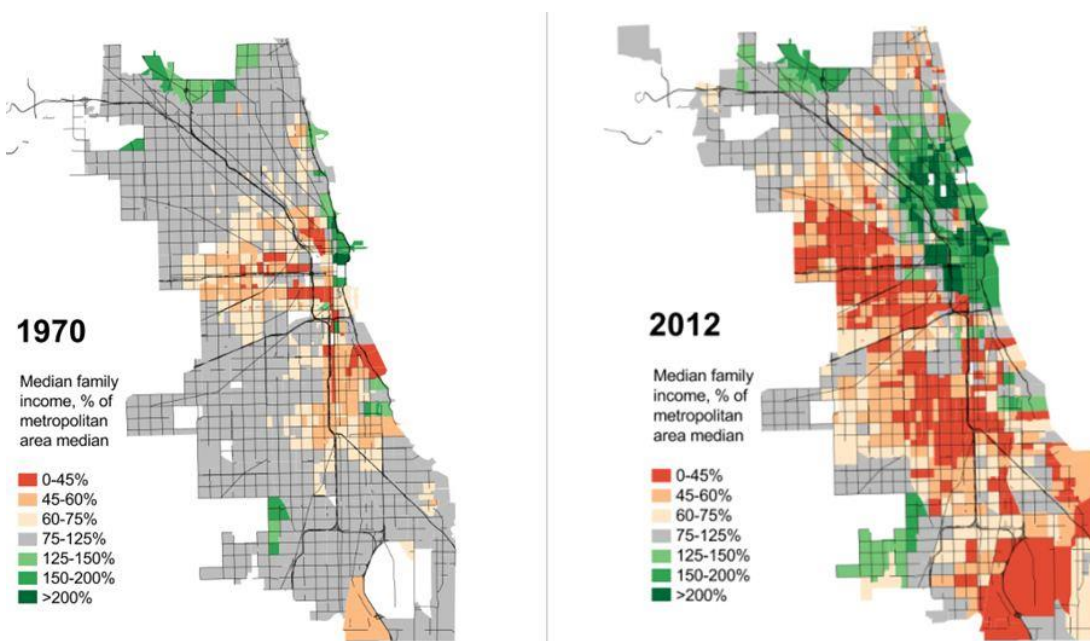 1970
Median family
income, % of
metropolitan
area median
0-45%
45-60%
60-75%
75-125%
125-150%
150-200%
>200%
2012
Median family
income, % of
metropolitan
area median
0-45%
45-60%
60-75%
75-125%
125-150%
150-200%
>200%